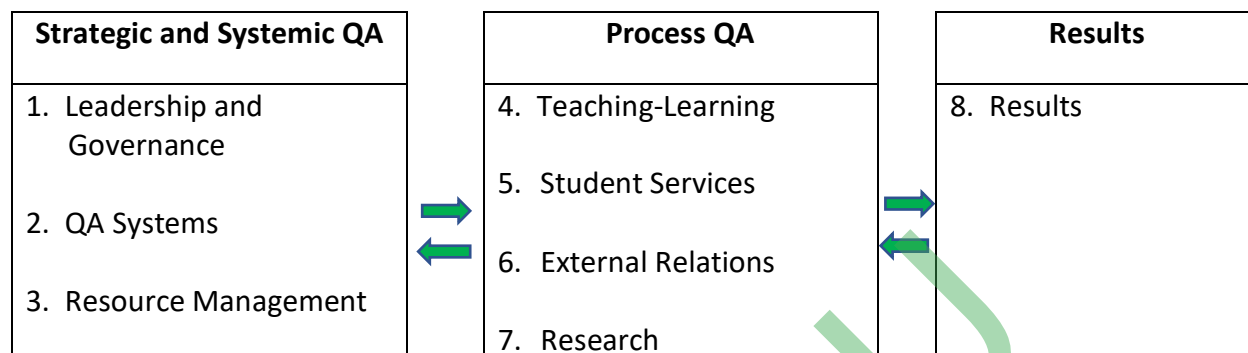 Strategic and Systemic QA
1. Leadership and
Governance
2. QA Systems
3. Resource Management
Process QA
4. Teaching-Learning
5. Student Services
6. External Relations
7. Research
Results
8. Results